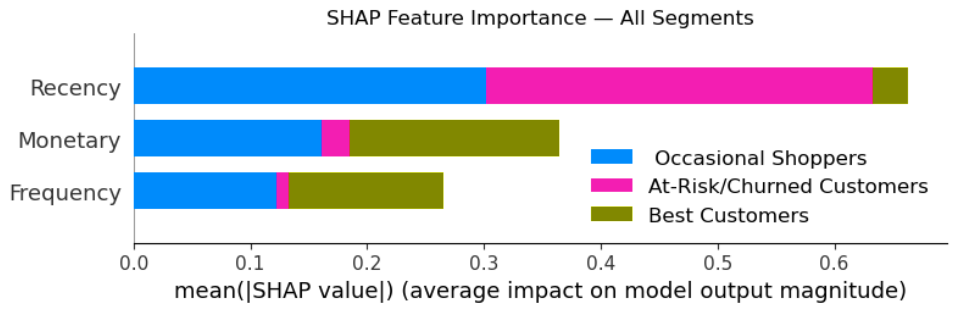 SHAP Feature Importance — All Segments
Recency
Monetary
Frequency
Occasional Shoppers
At-Risk/Churned Customers
Best Customers
0.0 0.1 0.2 0.3 0.4 0.5 0.6
mean(|SHAP value|) (average impact on model output magnitude)